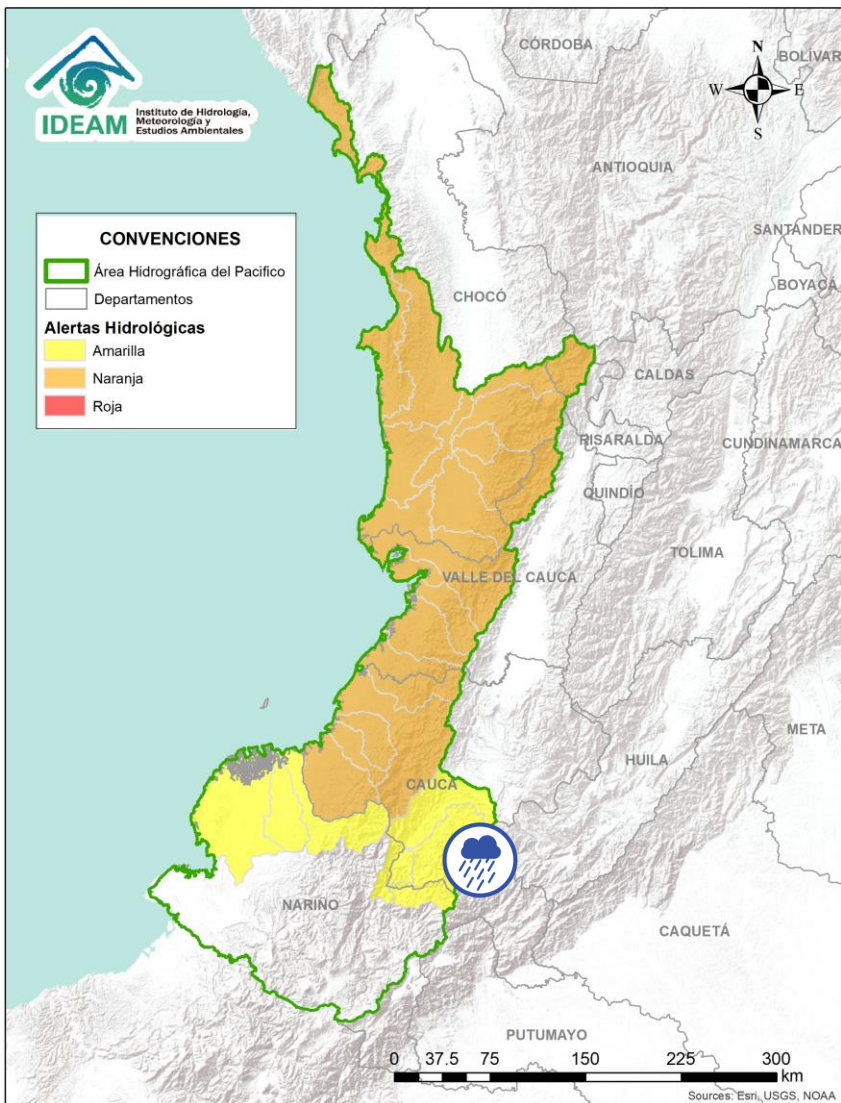 IDEAM
Instituto de Hidrología,
Meteorología y
Estudios Ambientales
CÓRDOBA
BOLÍVAR
N
W
E
S
ANTIOQUIA
SANTANDER
BOYACÁ
CONVENCIONES
Área Hidrográfica del Pacifico
Departamentos
Alertas Hidrológicas
Amarilla
Naranja
Roja
CHOCÓ
CALDAS
RISARALDA
CUNDINAMARCA
QUINDÍO
TOLIMA
VALLE DEL CAUCA
META
HUILA
CAUCA
NARIÑO
CAQUETÁ
PUTUMAYO
0 37.5 75 150 225 300
km
Sources: Esri, USGS, NOAA